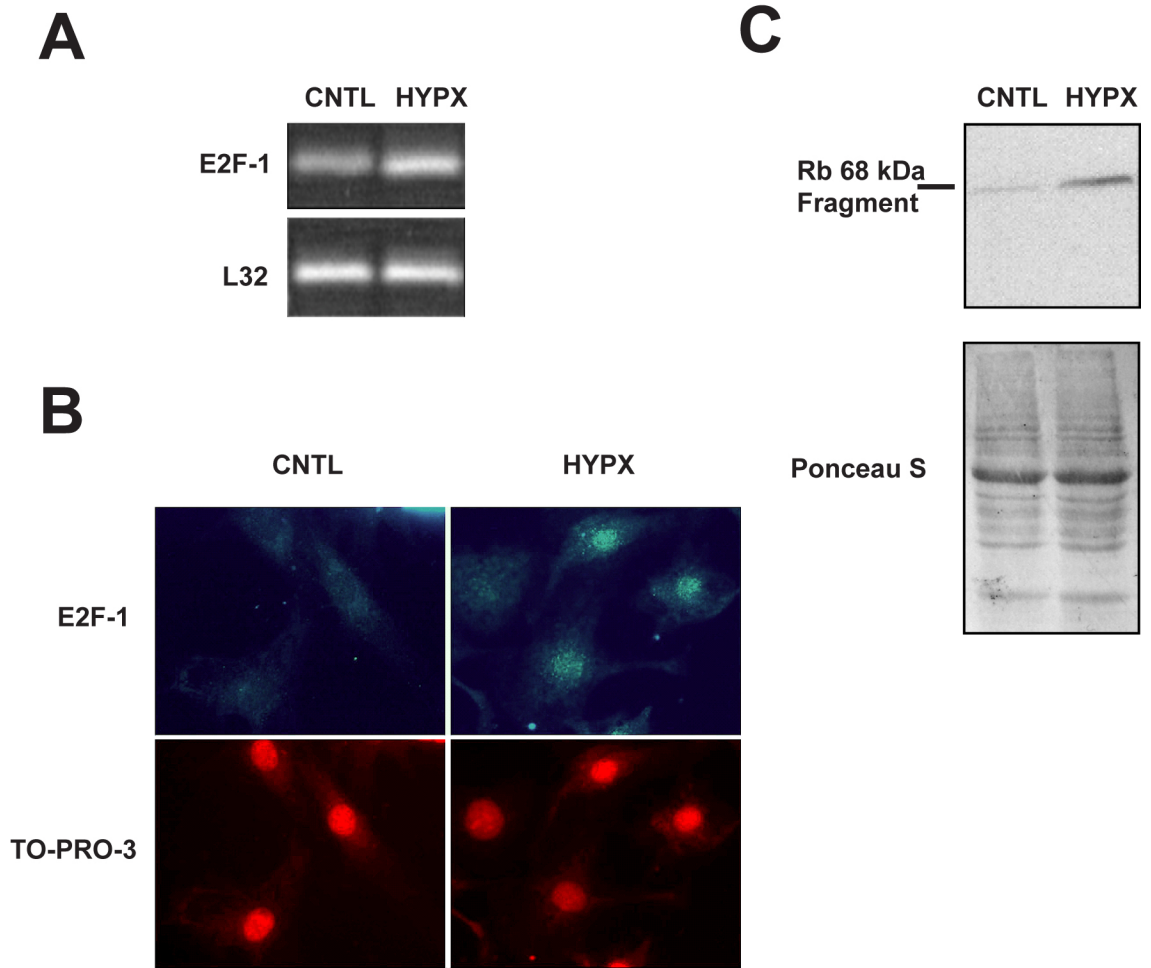 A
CNTL HYPX
E2F-1
L32
B
CNTL HYPX
E2F-1
TO-PRO-3
C
CNTL HYPX
Rb 68 kDa
Fragment
Ponceau S